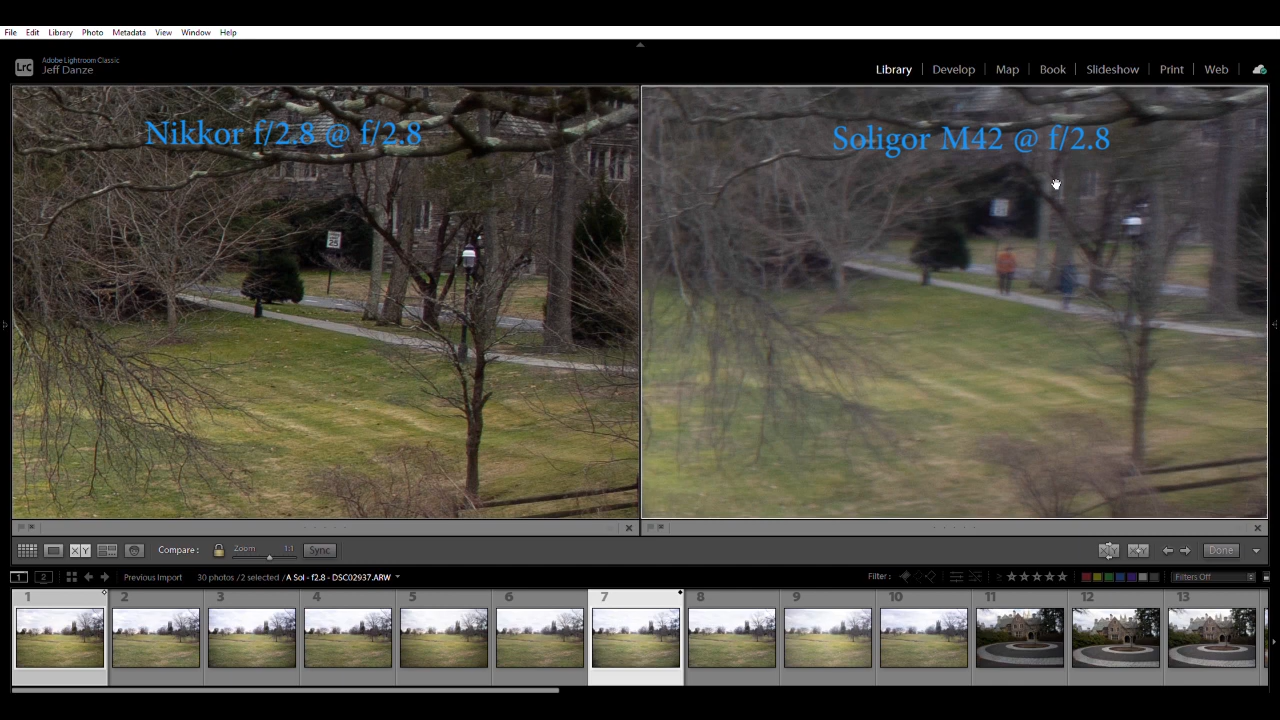 File Edit Library Photo Metadata View Window Help
LrC
Adobe Lightroom Classic
Jeff Danze
Library Develop Map Book Slideshow Print Web
Nikkor f/2.8 @ f/2.8
Soligor M42 @ f/2.8
25
Compare : Zoom 1:1 Sync
Done
1 2 Previous Import 30 photos /2 selected /A Sol - f2.8 - DSC02937.ARW
Filter : Filters Off
1 2 3 4 5 6 7 8 9 10 11 12 13